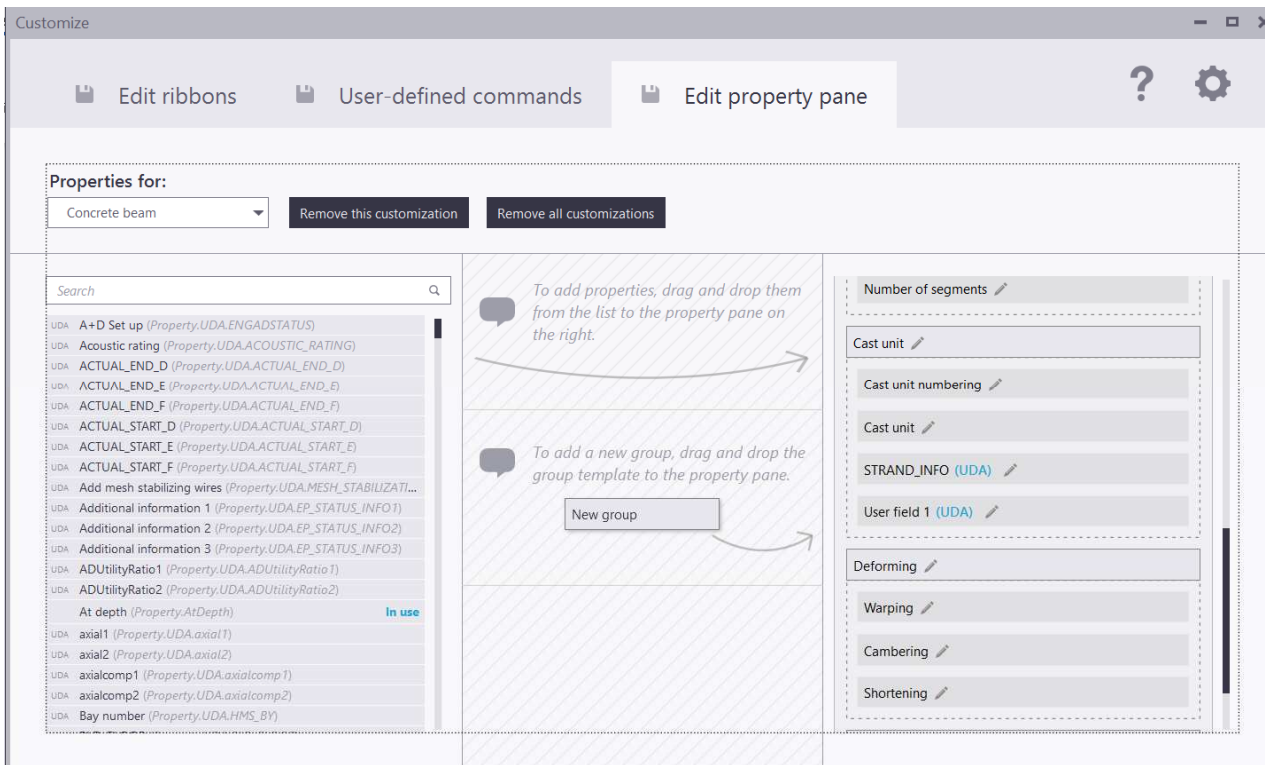 Customize
Edit ribbons
User-defined commands
Edit property pane
?
Properties for:
Concrete beam
Remove this customization
Remove all customizations
Search
UDA A+D Set up (Property.UDA.ENGADSTATUS)
UDA Acoustic rating (Property.UDA.ACOUSTIC_RATING)
UDA ACTUAL_END_D (Property.UDA.ACTUAL_END_D)
UDA ACTUAL_END_E (Property.UDA.ACTUAL_END_E)
UDA ACTUAL_END_F (Property.UDA.ACTUAL_END_F)
UDA ACTUAL_START_D (Property.UDA.ACTUAL_START_D)
UDA ACTUAL_START_E (Property.UDA.ACTUAL_START_E)
UDA ACTUAL_START_F (Property.UDA.ACTUAL_START_F)
UDA Add mesh stabilizing wires (Property.UDA.MESH_STABILIZATI...
UDA Additional information 1 (Property.UDA.EP_STATUS_INFO1)
UDA Additional information 2 (Property.UDA.EP_STATUS_INFO2)
UDA Additional information 3 (Property.UDA.EP_STATUS_INFO3)
UDA ADUtilityRatio1 (Property.UDA.ADUtilityRatio1)
UDA ADUtilityRatio2 (Property.UDA.ADUtilityRatio2)
At depth (Property.AtDepth) In use
UDA axial1 (Property.UDA.axial1)
UDA axial2 (Property.UDA.axial2)
UDA axialcomp1 (Property.UDA.axialcomp1)
UDA axialcomp2 (Property.UDA.axialcomp2)
UDA Bay number (Property.UDA.HMS_BY)
To add properties, drag and drop them
from the list to the property pane on
the right.
To add a new group, drag and drop the
group template to the property pane.
New group
Number of segments
Cast unit
Cast unit numbering
Cast unit
STRAND_INFO (UDA)
User field 1 (UDA)
Deforming
Warping
Cambering
Shortening